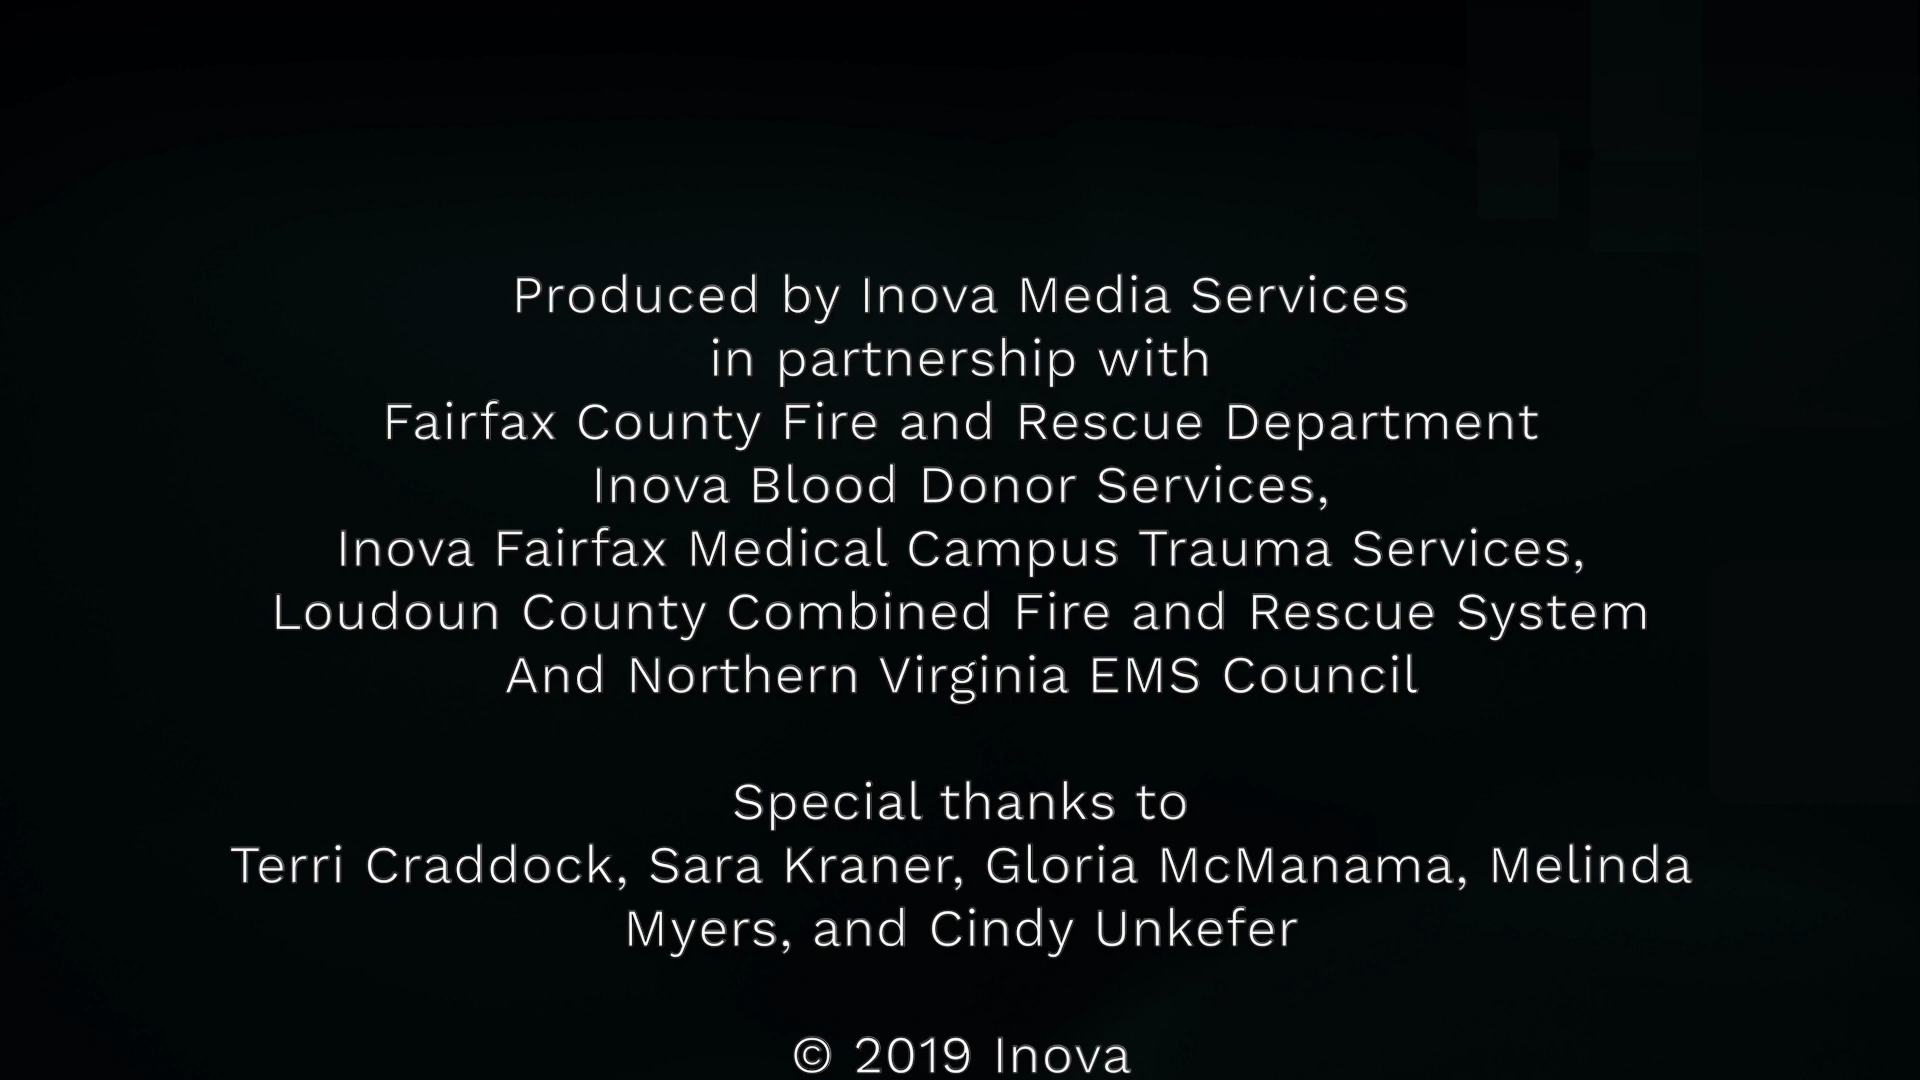 Produced by Inova Media Services
in partnership with
Fairfax County Fire and Rescue Department
Inova Blood Donor Services,
Inova Fairfax Medical Campus Trauma Services,
Loudoun County Combined Fire and Rescue System
And Northern Virginia EMS Council
Special thanks to
Terri Craddock, Sara Kraner, Gloria McManama, Melinda
Myers, and Cindy Unkefer
© 2019 Inova